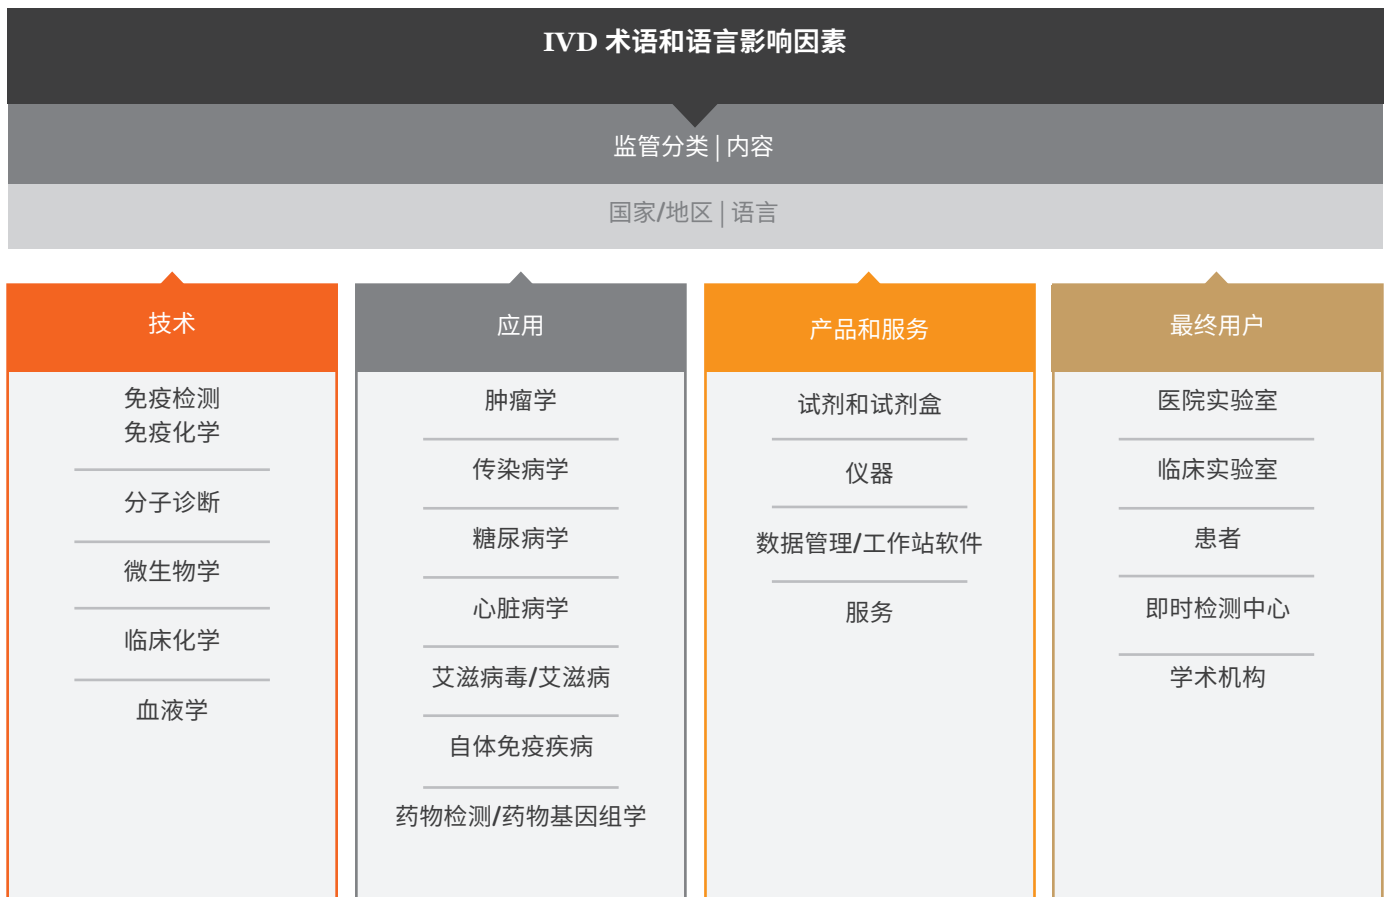 IVD 术语和语言影响因素
监管分类 | 内容
国家/地区 | 语言
技术
免疫检测
免疫化学
分子诊断
微生物学
临床化学
血液学
应用
肿瘤学
传染病学
糖尿病学
心脏病学
艾滋病毒/艾滋病
自体免疫疾病
药物检测/药物基因组学
产品和服务
试剂和试剂盒
仪器
数据管理/工作站软件
服务
最终用户
医院实验室
临床实验室
患者
即时检测中心
学术机构